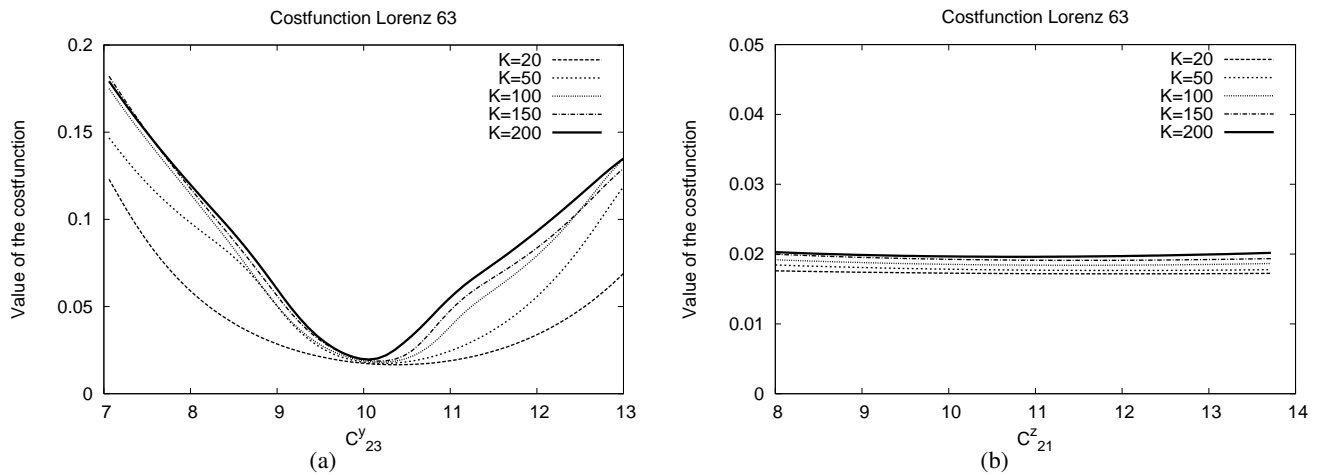 Costfunction Lorenz 63
Value of the costfunction
0.2
0.15
0.1
0.05
0
K=20
K=50
K=100
K=150
K=200
7 8 9 10 11 12 13
C^y_23
(a)
Costfunction Lorenz 63
Value of the costfunction
0.05
0.04
0.03
0.02
0.01
0
K=20
K=50
K=100
K=150
K=200
8 9 10 11 12 13 14
C^z_21
(b)